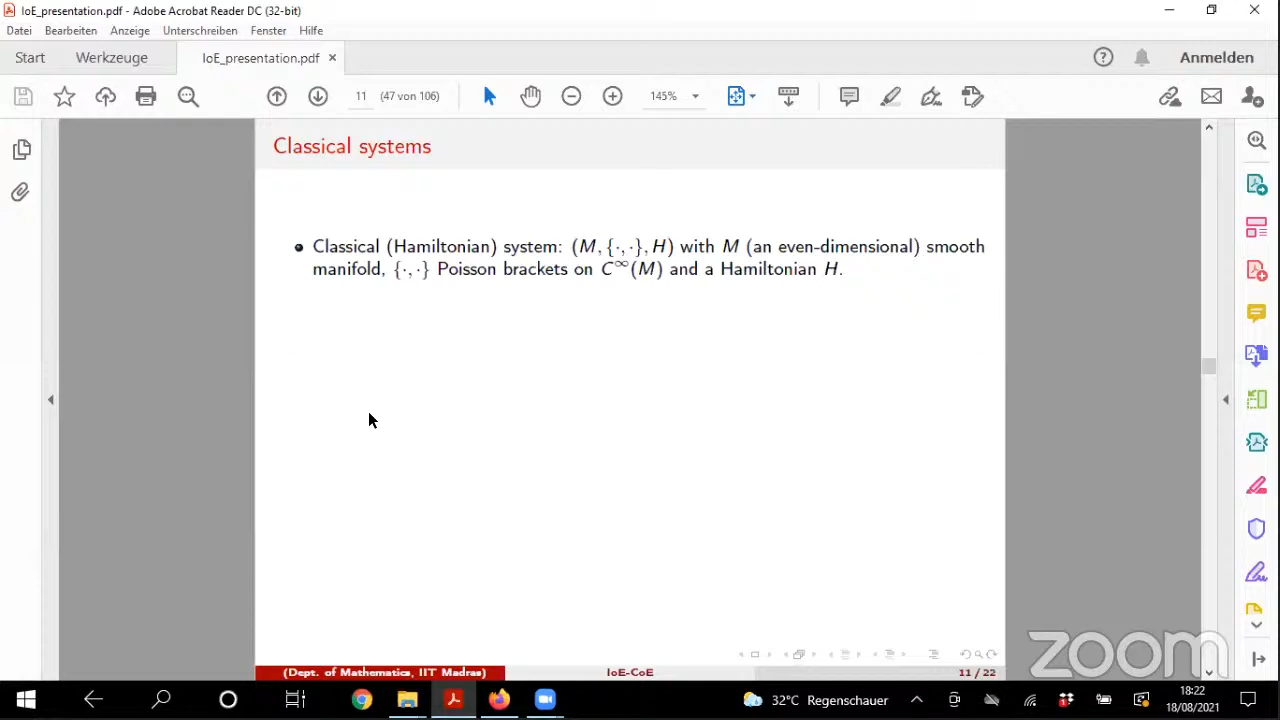 IoE_presentation.pdf - Adobe Acrobat Reader DC (32-bit)
Datei Bearbeiten Anzeige Unterschreiben Fenster Hilfe
Start Werkzeuge IoE_presentation.pdf × Anmelden
11 (47 von 106) 145%
Classical systems
Classical (Hamiltonian) system: (M, {·, ·}, H) with M (an even-dimensional) smooth
manifold, {·, ·} Poisson brackets on C∞(M) and a Hamiltonian H.
zoom
(Dept. of Mathematics, IIT Madras) IoE-CoE 11 / 22
32°C Regenschauer
18:22
18/08/2021